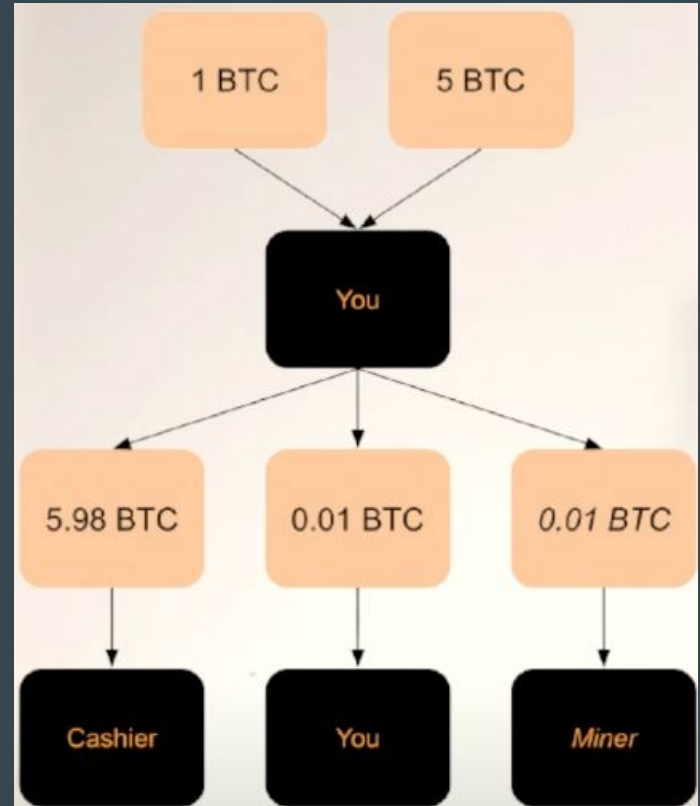 1 BTC
5 BTC
You
5.98 BTC
0.01 BTC
0.01 BTC
Cashier
You
Miner